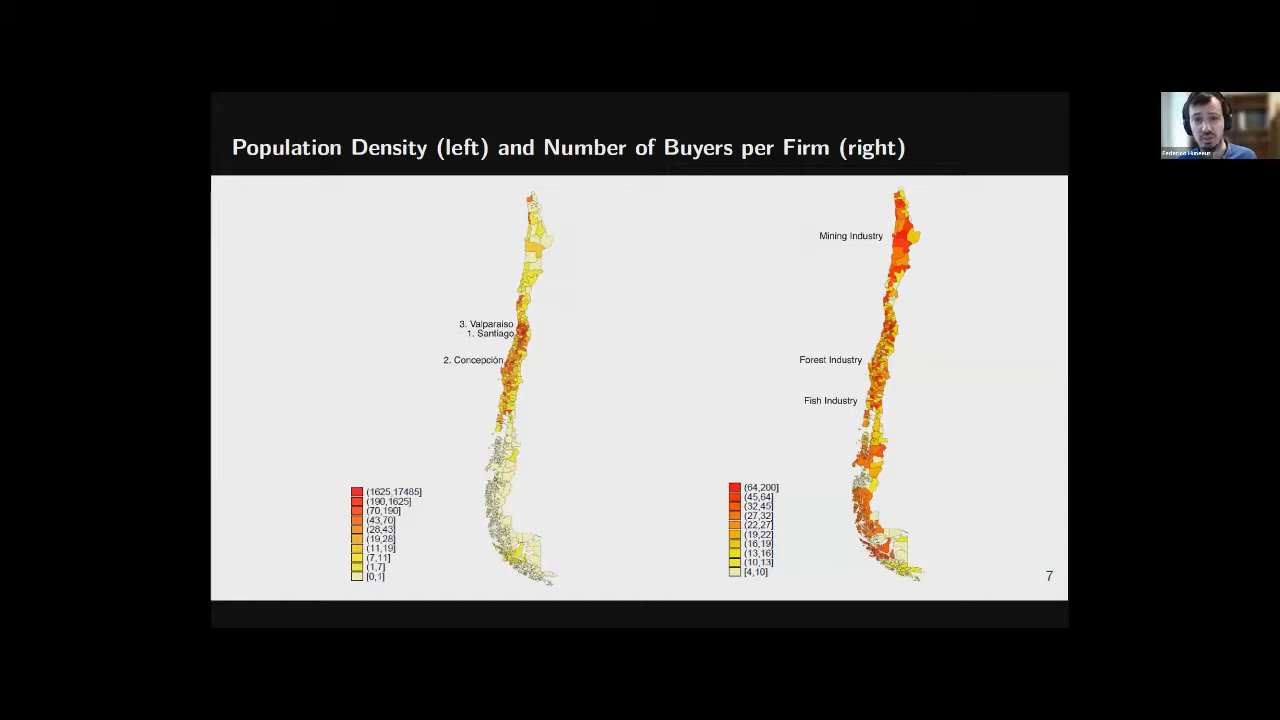 Population Density (left) and Number of Buyers per Firm (right)
Federico Huneeus
3. Valparaiso
1. Santiago
2. Concepción
(1625,17485]
(190,1625]
(70,190]
(43,70]
(28,43]
(19,28]
(11,19]
(7,11]
(1,7]
[0,1]
Mining Industry
Forest Industry
Fish Industry
(64,200]
(45,64]
(32,45]
(27,32]
(22,27]
(19,22]
(16,19]
(13,16]
(10,13]
[4,10]
7